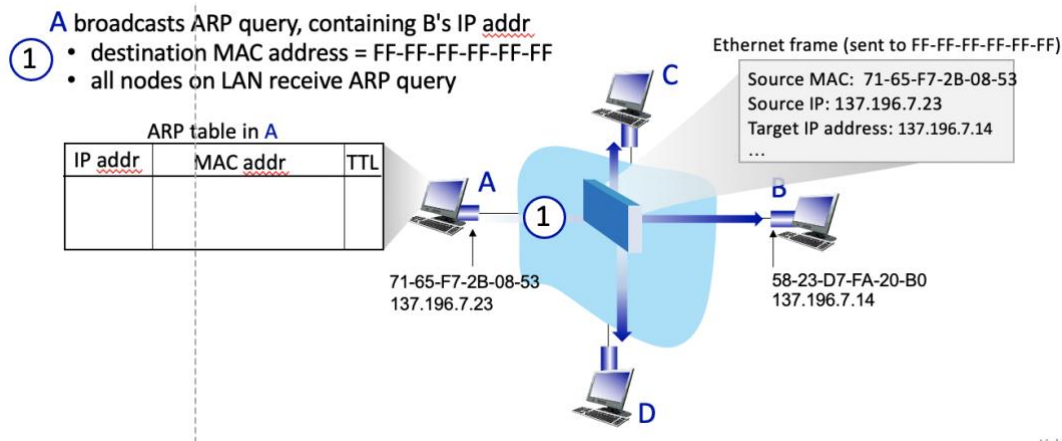 A broadcasts ARP query, containing B's IP addr
1
• destination MAC address = FF-FF-FF-FF-FF-FF
• all nodes on LAN receive ARP query
Ethernet frame (sent to FF-FF-FF-FF-FF-FF)
Source MAC: 71-65-F7-2B-08-53
Source IP: 137.196.7.23
Target IP address: 137.196.7.14
...
C
ARP table in A
IP addr MAC addr TTL
A
1
B
71-65-F7-2B-08-53
137.196.7.23
58-23-D7-FA-20-B0
137.196.7.14
D